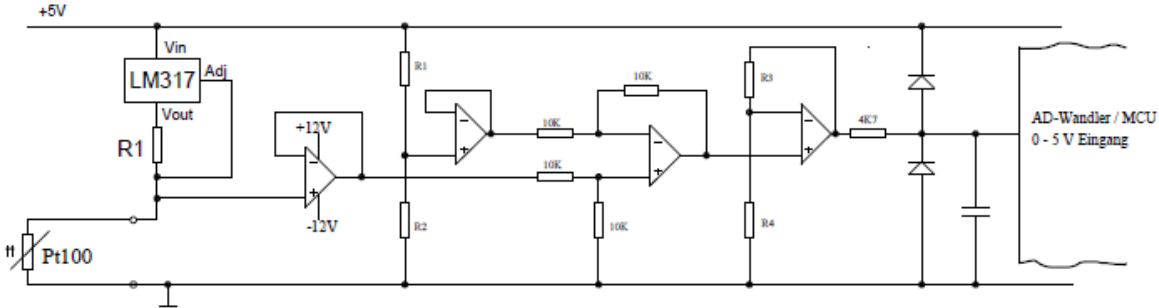 +5V
Vin
LM317
Adj
Vout
R1
+12V
-12V
Pt100
R1
R2
10K
10K
10K
10K
R3
R4
4K7
AD-Wandler / MCU
0 - 5 V Eingang